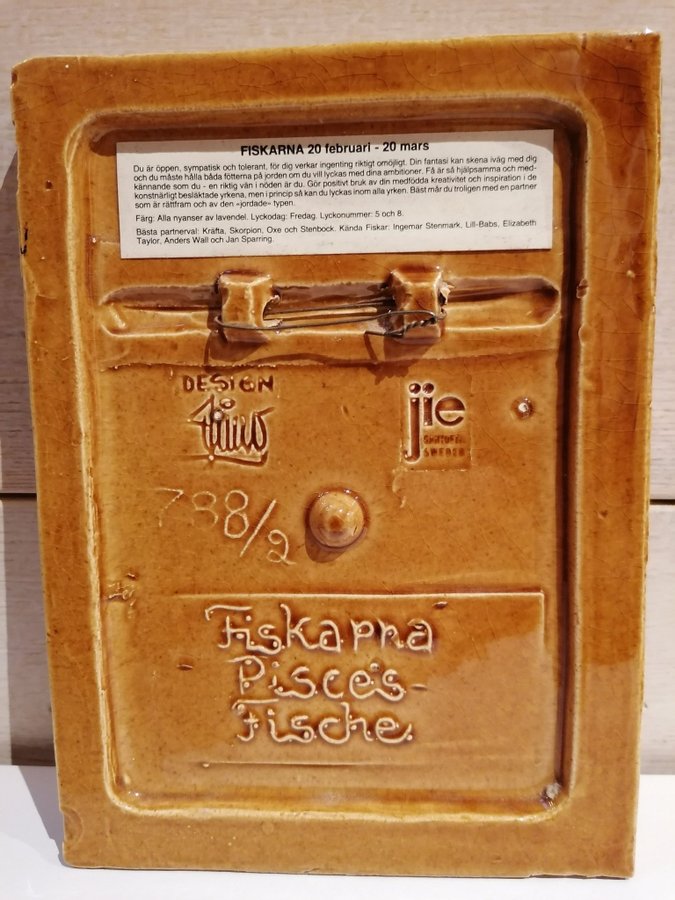 FISKARNA 20 februari - 20 mars
Du är öppen, sympatisk och tolerant, för dig verkar ingenting riktigt omöjligt. Din fantasi kan skena iväg med dig
och du måste hålla båda fötterna på jorden om du vill lyckas med dina ambitioner. Få är så hjälpsamma och med-
kännande som du - en riktig vän i nöden är du. Gör positivt bruk av din medfödda kreativitet och inspiration i de
konstnärligt besläktade yrkena, men i princip så kan du lyckas inom alla yrken. Bäst mår du troligen med en partner
som är rättfram och av den «jordade» typen.
Färg: Alla nyanser av lavendel. Lyckodag: Fredag. Lyckonummer: 5 och 8.
Bästa partnerval: Kräfta, Skorpion, Oxe och Stenbock. Kända Fiskar: Ingemar Stenmark, Lill-Babs, Elizabeth
Taylor, Anders Wall och Jan Sparring.
DESIGN
jie
SWEDEN
788/2
Fiskarna
Pisces-
Fische